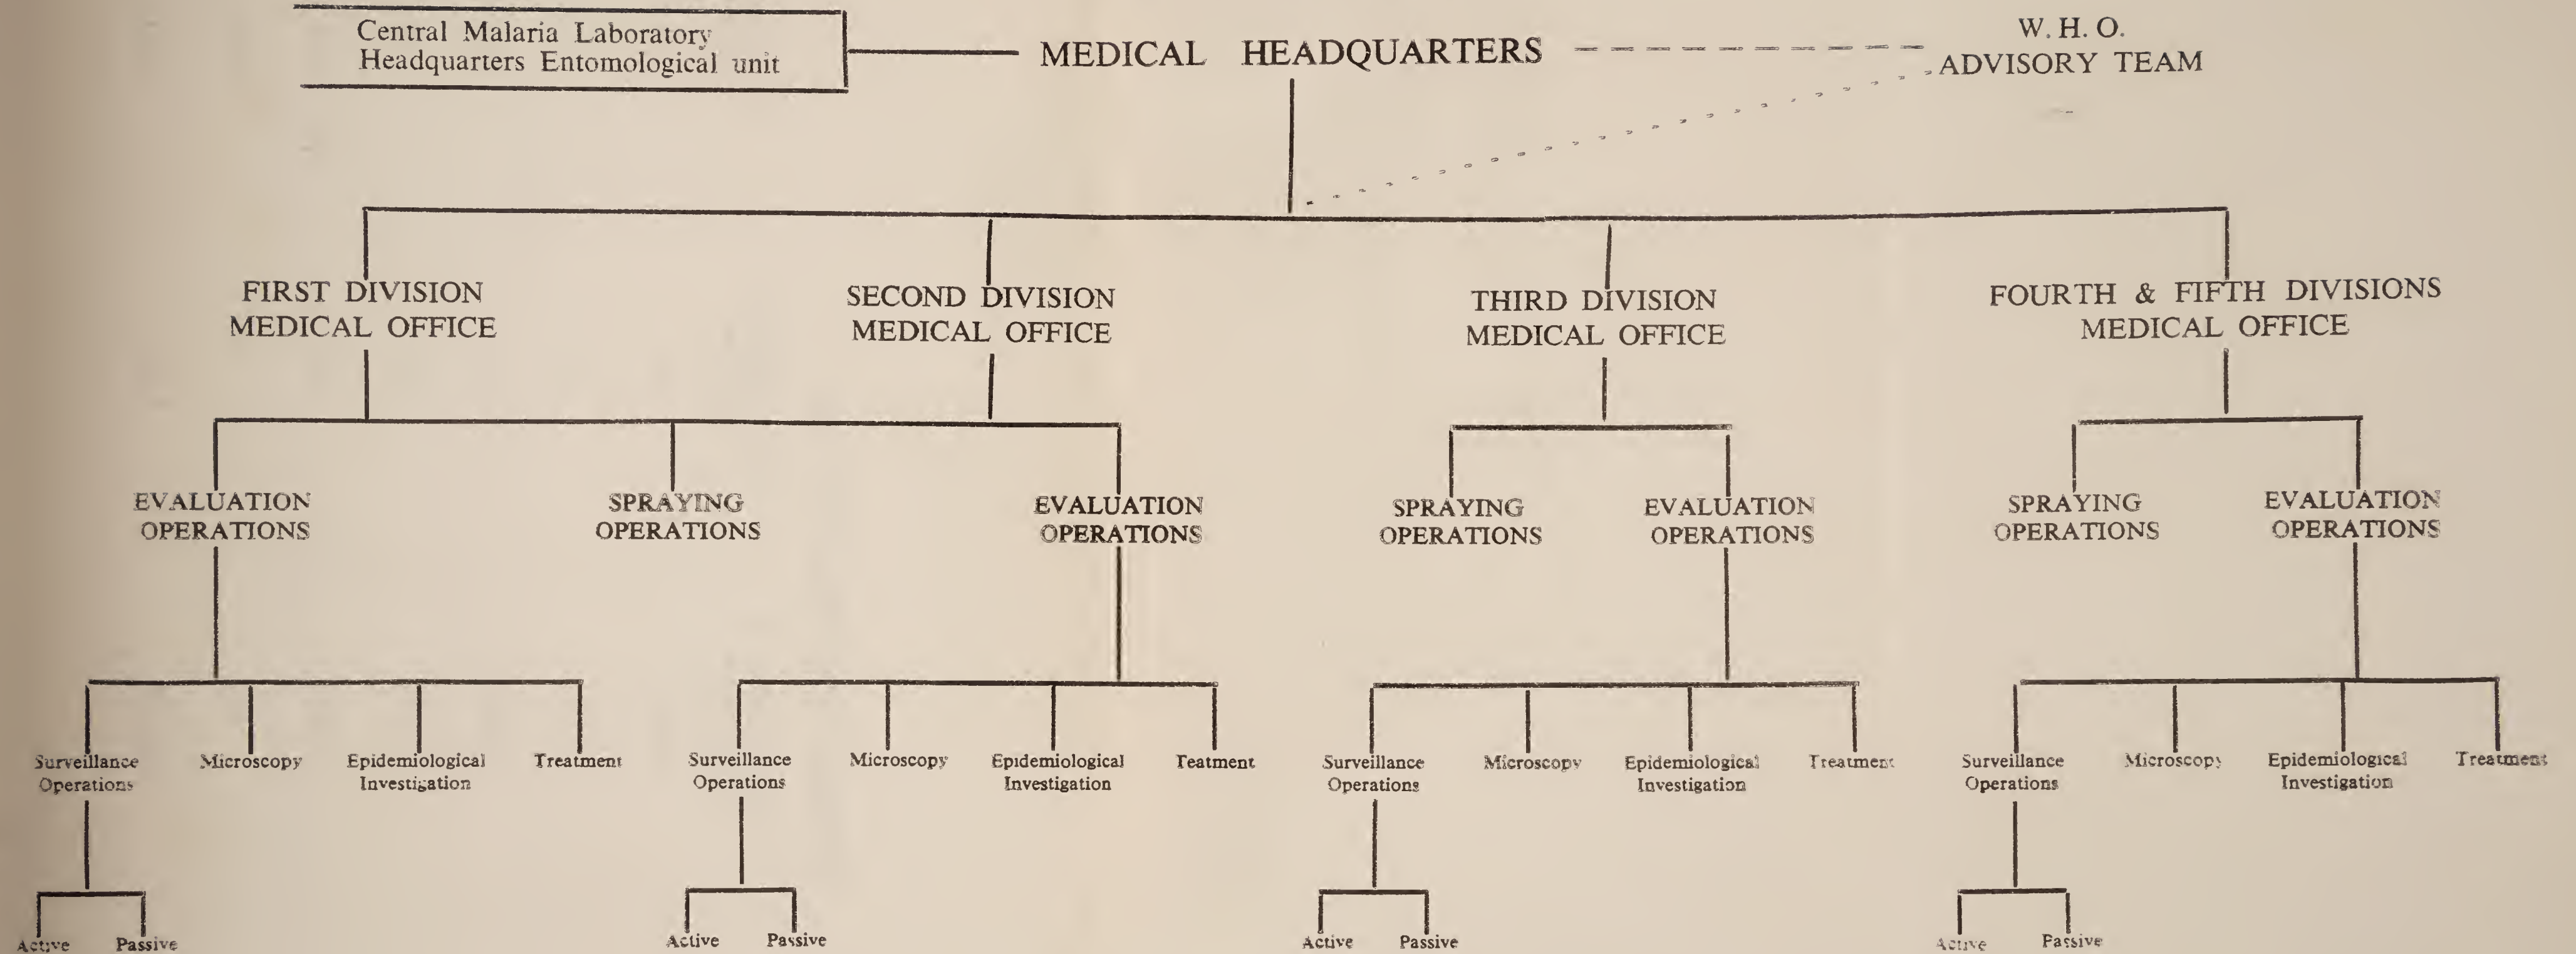 Central Malaria Laboratory
Headquarters Entomological unit
MEDICAL HEADQUARTERS
W. H. O.
ADVISORY TEAM
FIRST DIVISION
MEDICAL OFFICE
SECOND DIVISION
MEDICAL OFFICE
THIRD DIVISION
MEDICAL OFFICE
FOURTH & FIFTH DIVISIONS
MEDICAL OFFICE
EVALUATION
OPERATIONS
SPRAYING
OPERATIONS
EVALUATION
OPERATIONS
SPRAYING
OPERATIONS
EVALUATION
OPERATIONS
SPRAYING
OPERATIONS
EVALUATION
OPERATIONS
Surveillance
Operations
Microscopy
Epidemiological
Investigation
Treatment
Surveillance
Operations
Microscopy
Epidemiological
Investigation
Teatment
Surveillance
Operations
Microscopy
Epidemiological
Investigation
Treatment
Surveillance
Operations
Microscopy
Epidemiological
Investigation
Treatment
Active
Passive
Active
Passive
Active
Passive
Active
Passive